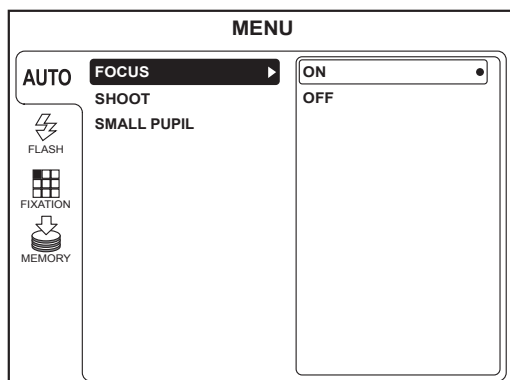 MENU
AUTO
FOCUS
SHOOT
SMALL PUPIL
ON
OFF
FLASH
FIXATION
MEMORY